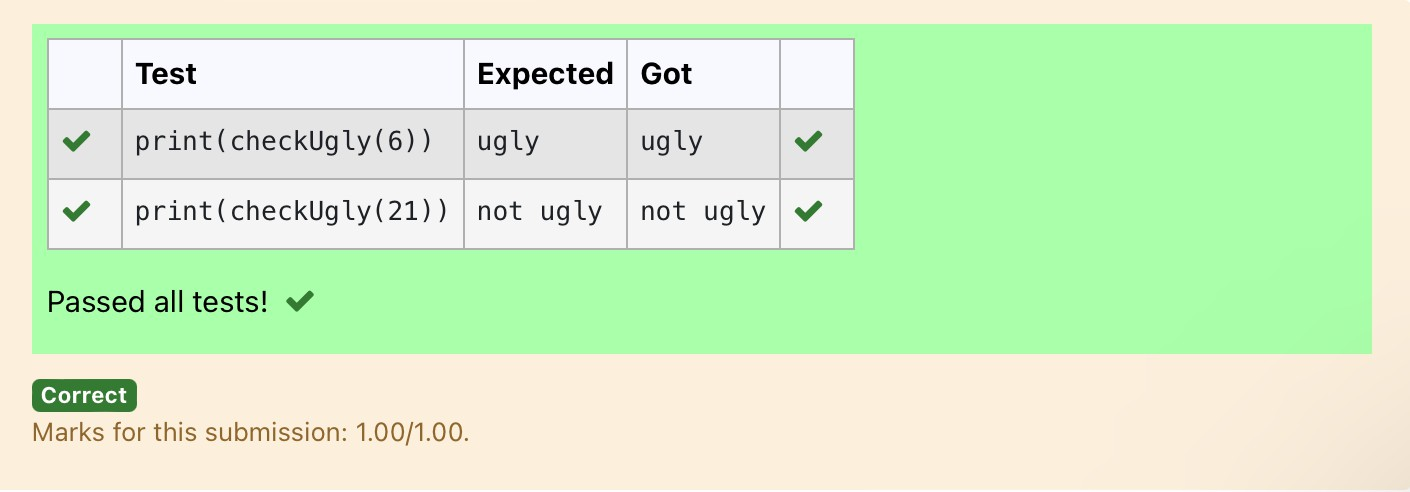 Test Expected Got
print(checkUgly(6)) ugly ugly
print(checkUgly(21)) not ugly not ugly
Passed all tests!
Correct
Marks for this submission: 1.00/1.00.